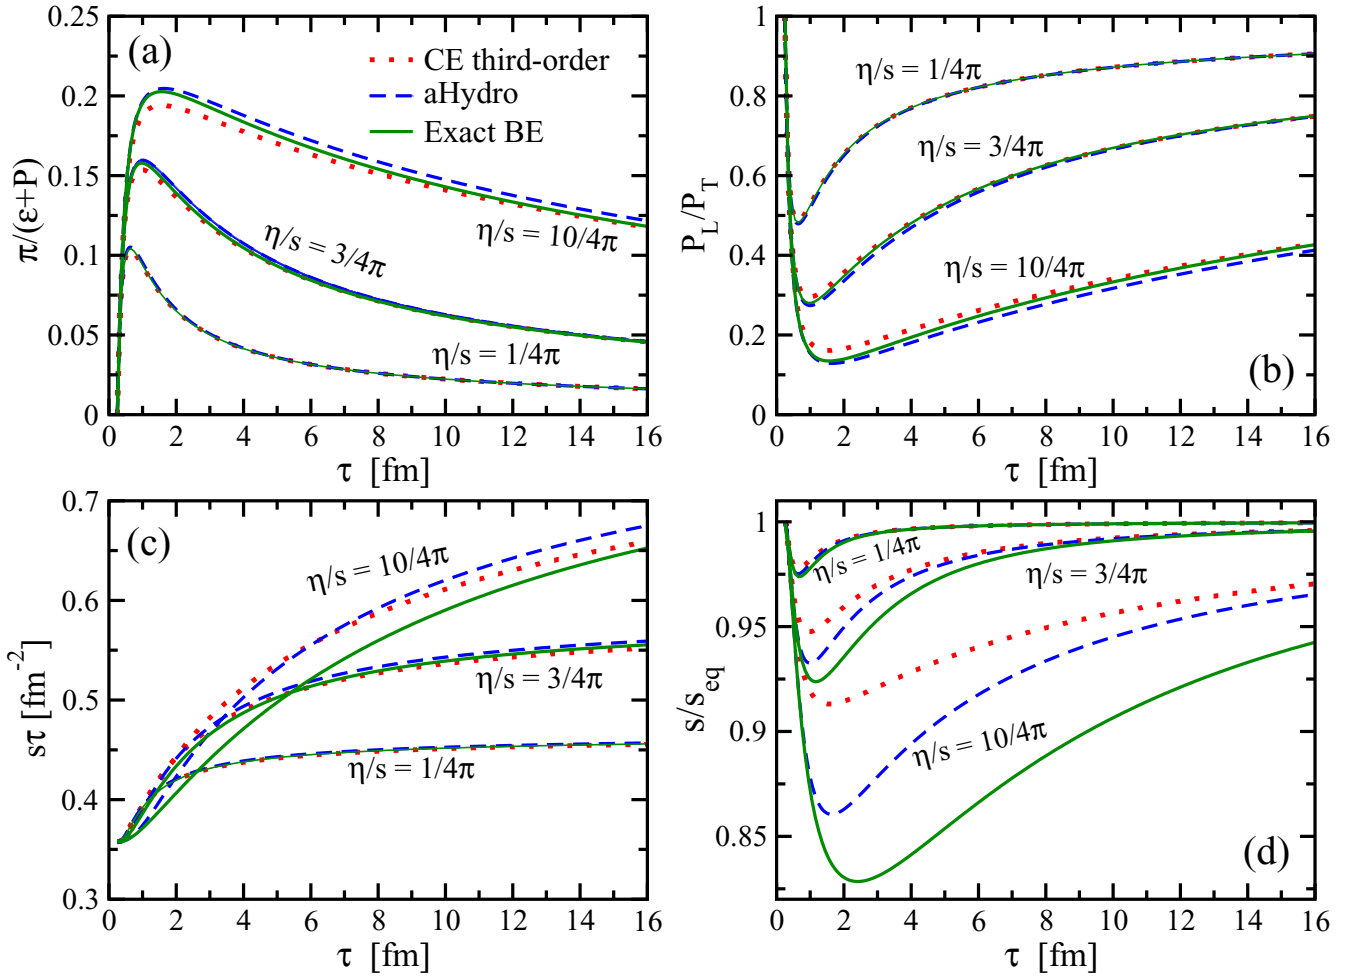 0.25
(a)
CE third-order
aHydro
Exact BE
0.2
0.15
0.1
0.05
0
π/(ε+P)
η/s = 10/4π
η/s = 3/4π
η/s = 1/4π
0 2 4 6 8 10 12 14 16
τ [fm]
1
0.8
0.6
0.4
0.2
0
P_L/P_T
η/s = 1/4π
η/s = 3/4π
η/s = 10/4π
(b)
0 2 4 6 8 10 12 14 16
τ [fm]
0.7
0.6
0.5
0.4
0.3
sτ [fm⁻²]
(c)
η/s = 10/4π
η/s = 3/4π
η/s = 1/4π
0 2 4 6 8 10 12 14 16
τ [fm]
1
0.95
0.9
0.85
s/s_eq
η/s = 1/4π
η/s = 3/4π
η/s = 10/4π
(d)
0 2 4 6 8 10 12 14 16
τ [fm]